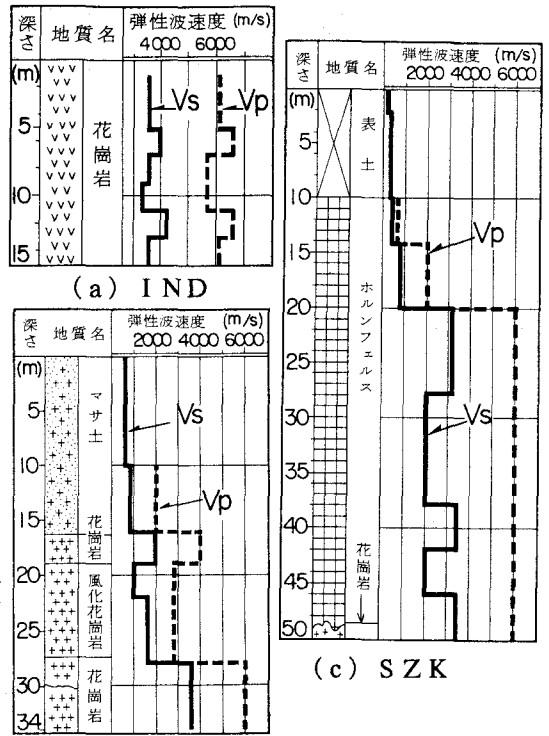 深さ 地質名 弾性波速度 (m/s)
4000 6000
(m)
Vs Vp
5
花崗岩
10
15
(a) IND
深さ 地質名 弾性波速度 (m/s)
2000 4000 6000
(m)
マサ土
5
Vs
10
Vp
15
花崗岩
20
風化花崗岩
25
花崗岩
30
34
深さ 地質名 弾性波速度 (m/s)
2000 4000 6000
(m)
表土
5
10
Vp
15
20
ホルンフェルス
25
30
Vs
35
40
花崗岩
45
50
(c) SZK